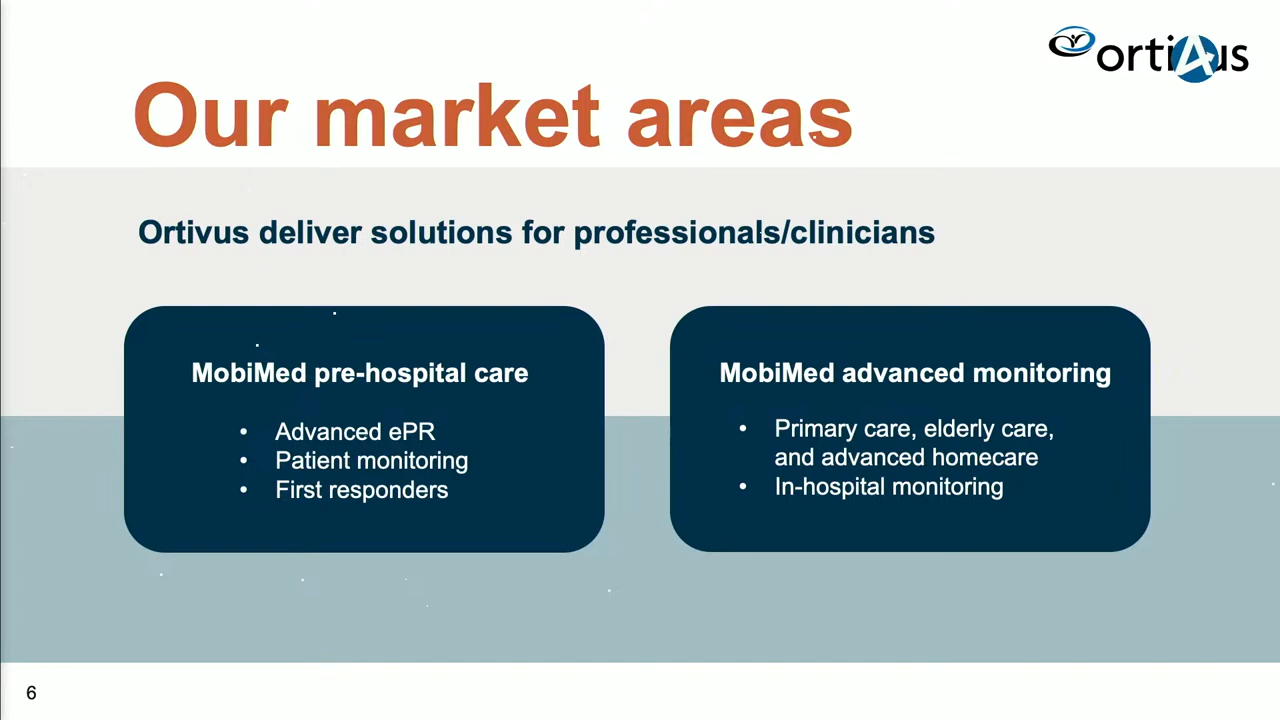 Our market areas
Ortivus deliver solutions for professionals/clinicians
MobiMed pre-hospital care
• Advanced ePR
• Patient monitoring
• First responders
MobiMed advanced monitoring
• Primary care, elderly care,
and advanced homecare
• In-hospital monitoring
6